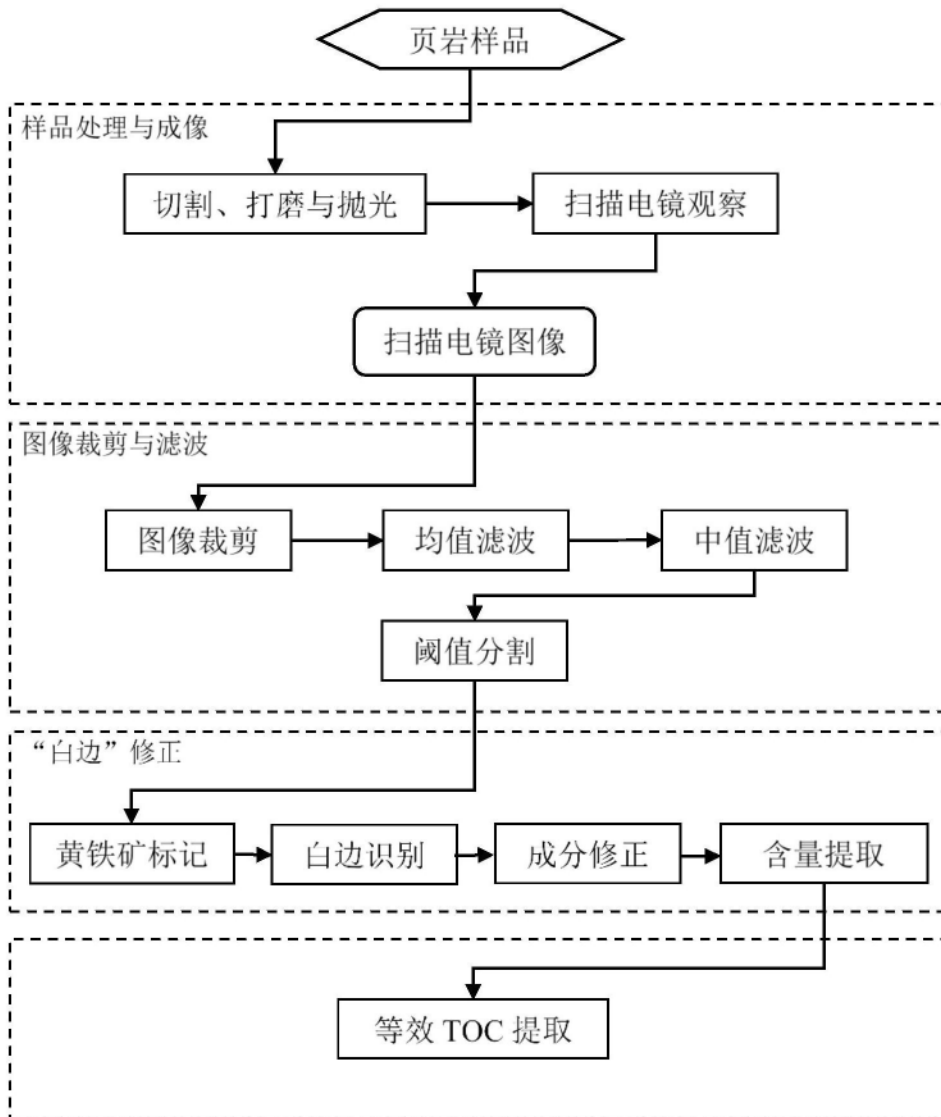 页岩样品
样品处理与成像
切割、打磨与抛光
扫描电镜观察
扫描电镜图像
图像裁剪与滤波
图像裁剪
均值滤波
中值滤波
阈值分割
“白边”修正
黄铁矿标记
白边识别
成分修正
含量提取
等效 TOC 提取